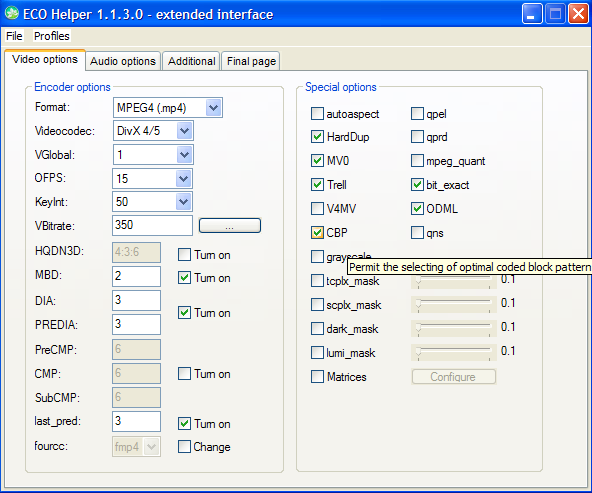 ECO Helper 1.1.3.0 - extended interface
File Profiles
Video options Audio options Additional Final page
Encoder options
Format: MPEG4 (.mp4)
Videocodec: DivX 4/5
VGlobal: 1
OFPS: 15
KeyInt: 50
VBitrate: 350 ...
HQDN3D: 4:3:6 Turn on
MBD: 2 Turn on
DIA: 3
Turn on
PREDIA: 3
PreCMP: 6
CMP: 6 Turn on
SubCMP: 6
last_pred: 3 Turn on
fourcc: fmp4 Change
Special options
autoaspect qpel
HardDup qprd
MV0 mpeg_quant
Trell bit_exact
V4MV ODML
CBP qns
grayscale
Permit the selecting of optimal coded block pattern
tcplx_mask 0.1
scplx_mask 0.1
dark_mask 0.1
lumi_mask 0.1
Matrices Configure